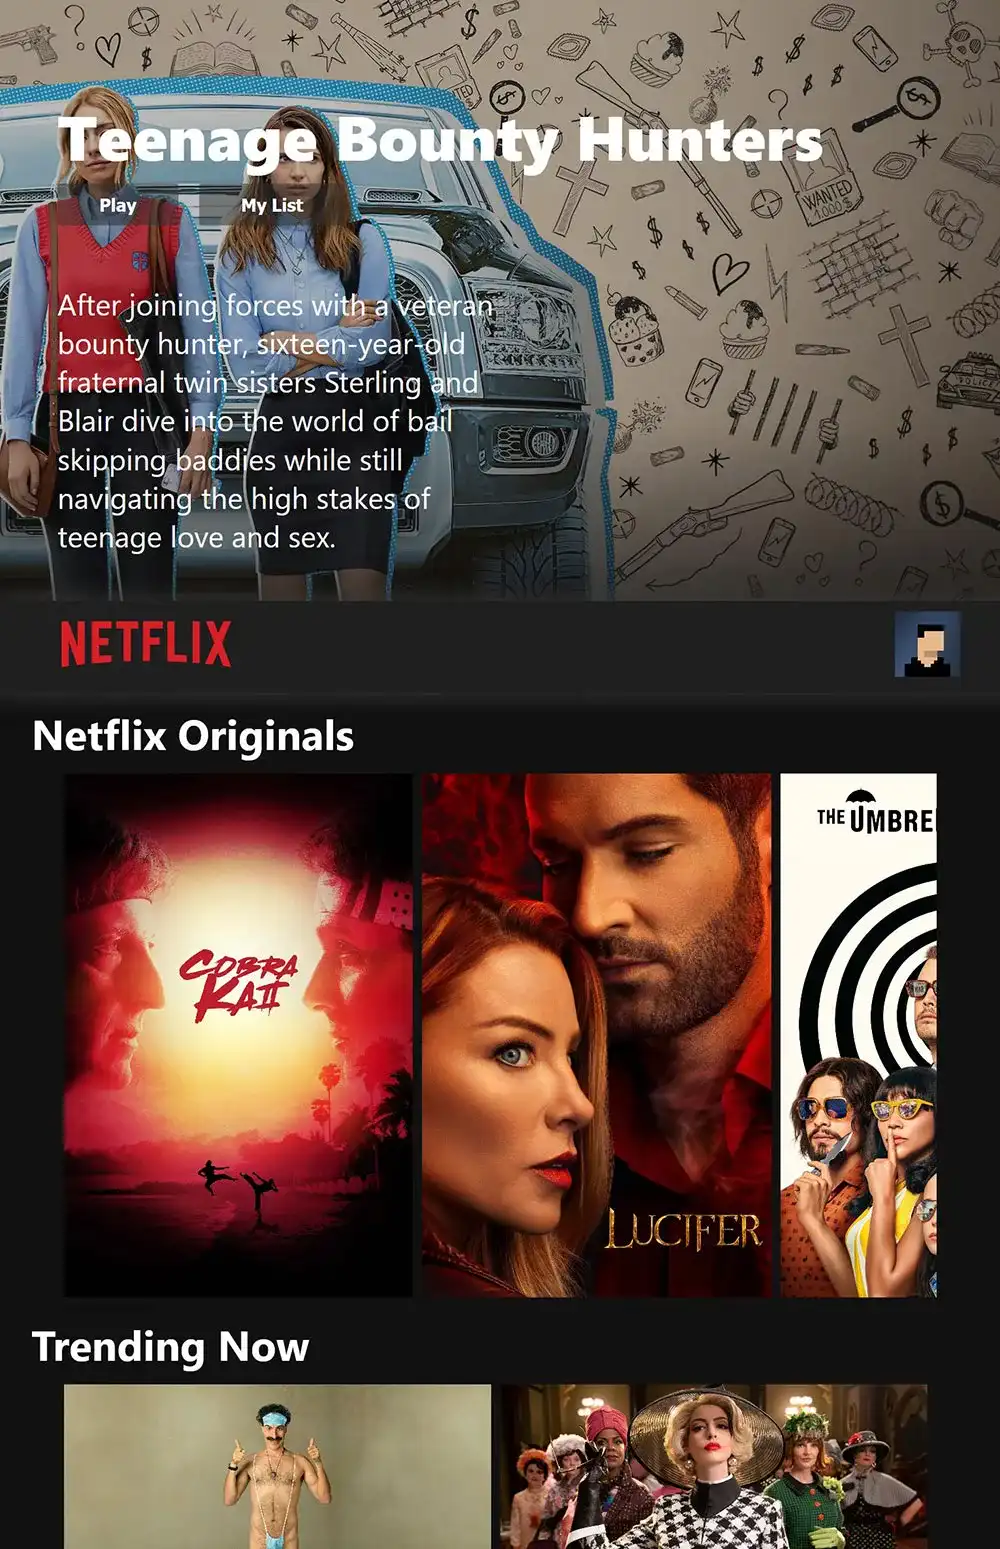 Teenage Bounty Hunters
Play
My List
After joining forces with a veteran
bounty hunter, sixteen-year-old
fraternal twin sisters Sterling and
Blair dive into the world of bail
skipping baddies while still
navigating the high stakes of
teenage love and sex.
WANTED
1.000 $
POLICE
NETFLIX
Netflix Originals
COBRA
KAII
THE UMBRE
LUCIFER
Trending Now